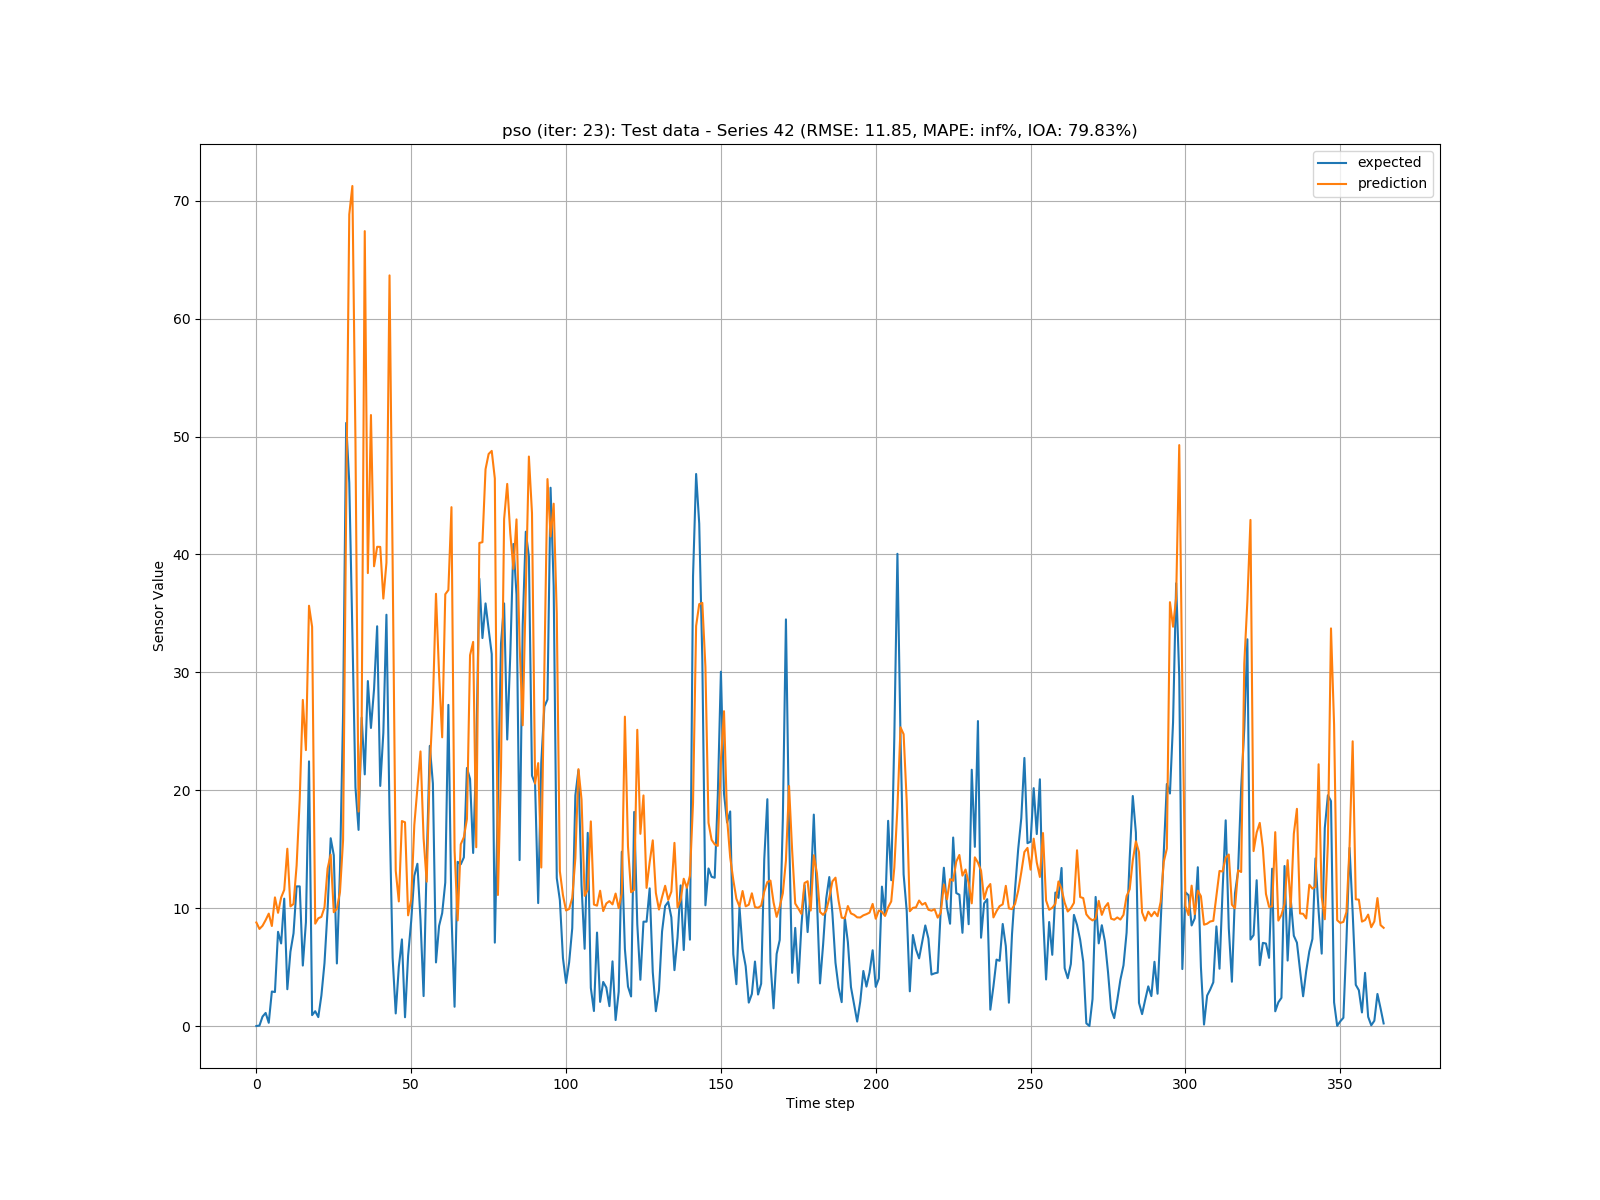 pso (iter: 23): Test data - Series 42 (RMSE: 11.85, MAPE: inf%, IOA: 79.83%)
expected
prediction
70
60
50
40
30
20
10
0
Sensor Value
0 50 100 150 200 250 300 350
Time step